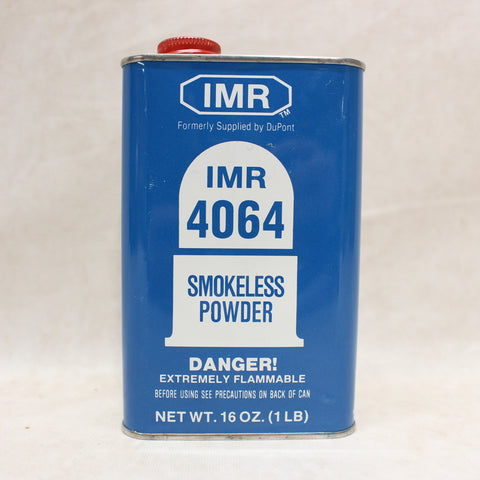 IMR TM
Formerly Supplied by DuPont
IMR
4064
SMOKELESS
POWDER
DANGER!
EXTREMELY FLAMMABLE
BEFORE USING SEE PRECAUTIONS ON BACK OF CAN
NET WT. 16 OZ. (1 LB)